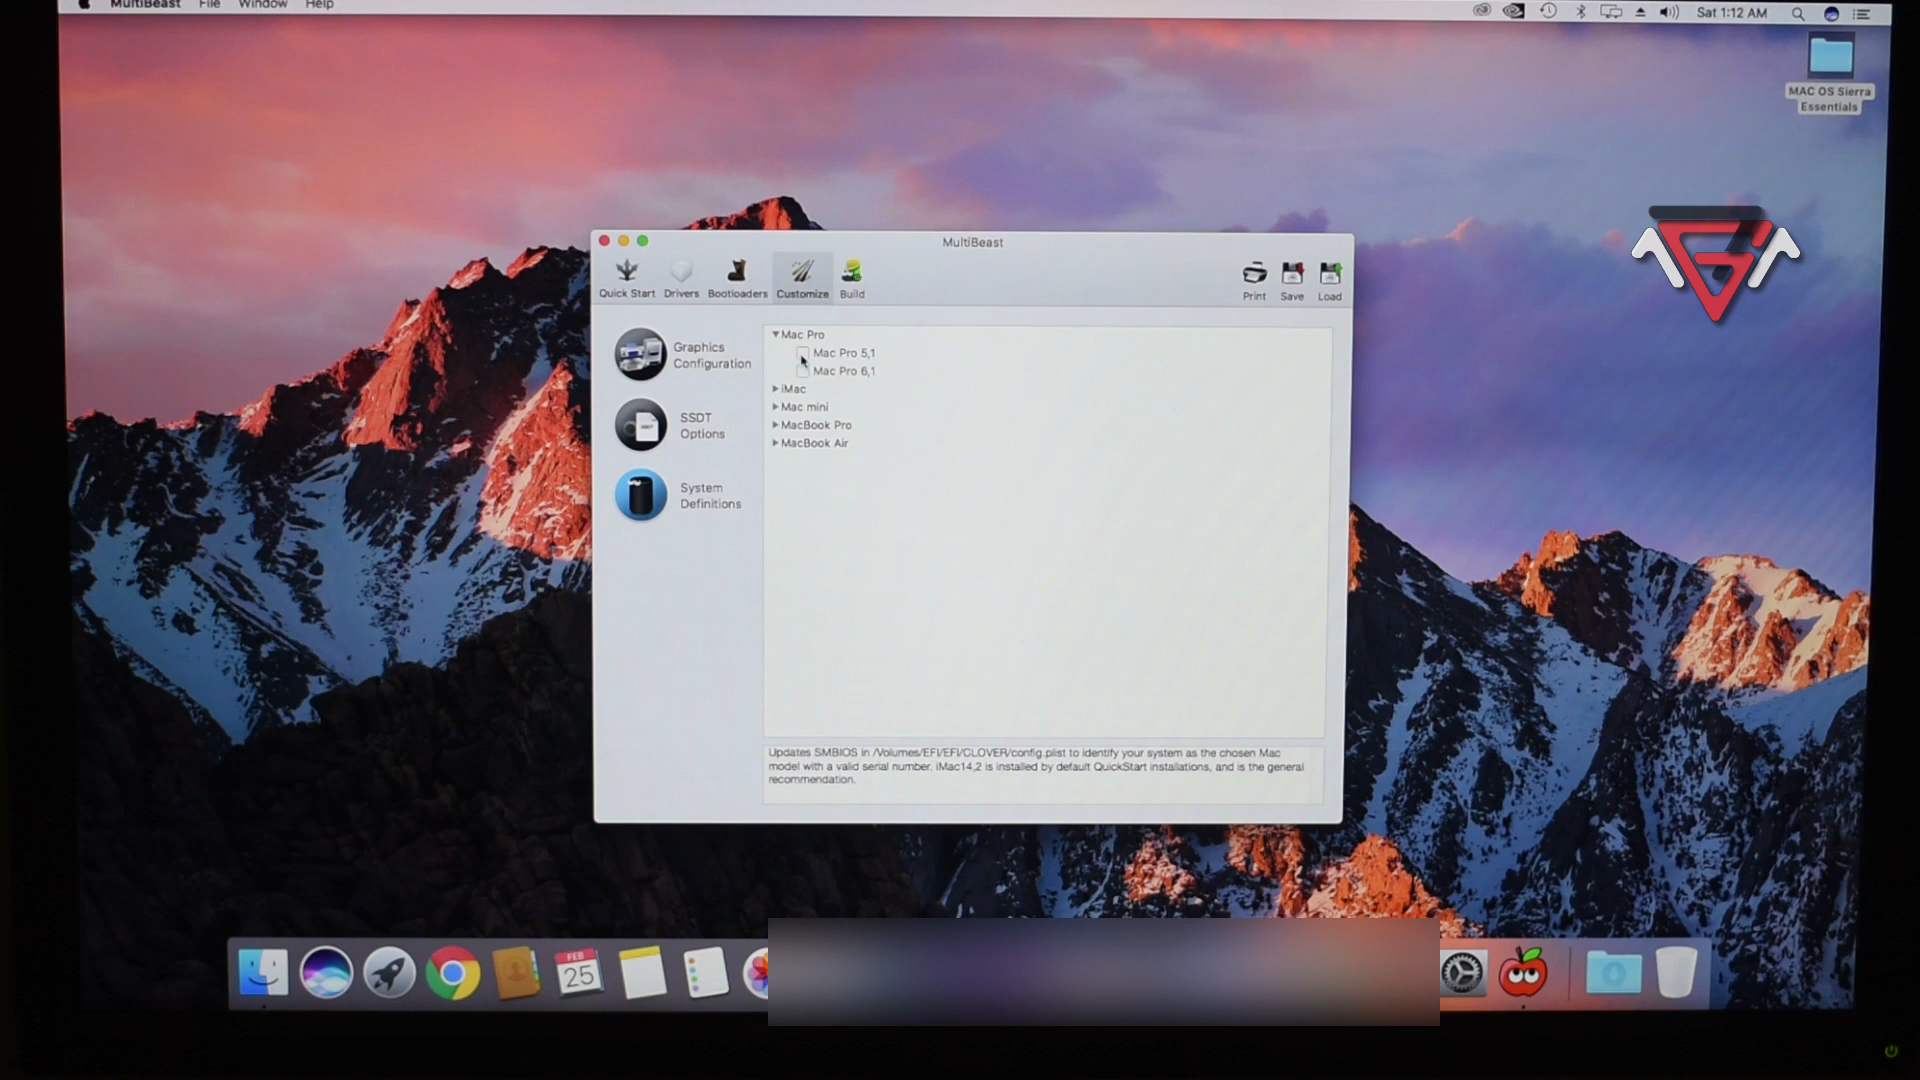 MultiBeast File Window Help
Sat 1:12 AM
MAC OS Sierra
Essentials
MultiBeast
Quick Start Drivers Bootloaders Customize Build
Print Save Load
Graphics
Configuration
SSDT
Options
System
Definitions
Mac Pro
Mac Pro 5,1
Mac Pro 6,1
iMac
Mac mini
MacBook Pro
MacBook Air
Updates SMBIOS in /Volumes/EFI/EFI/CLOVER/config.plist to identify your system as the chosen Mac
model with a valid serial number. iMac14,2 is installed by default QuickStart installations, and is the general
recommendation.
FEB
25